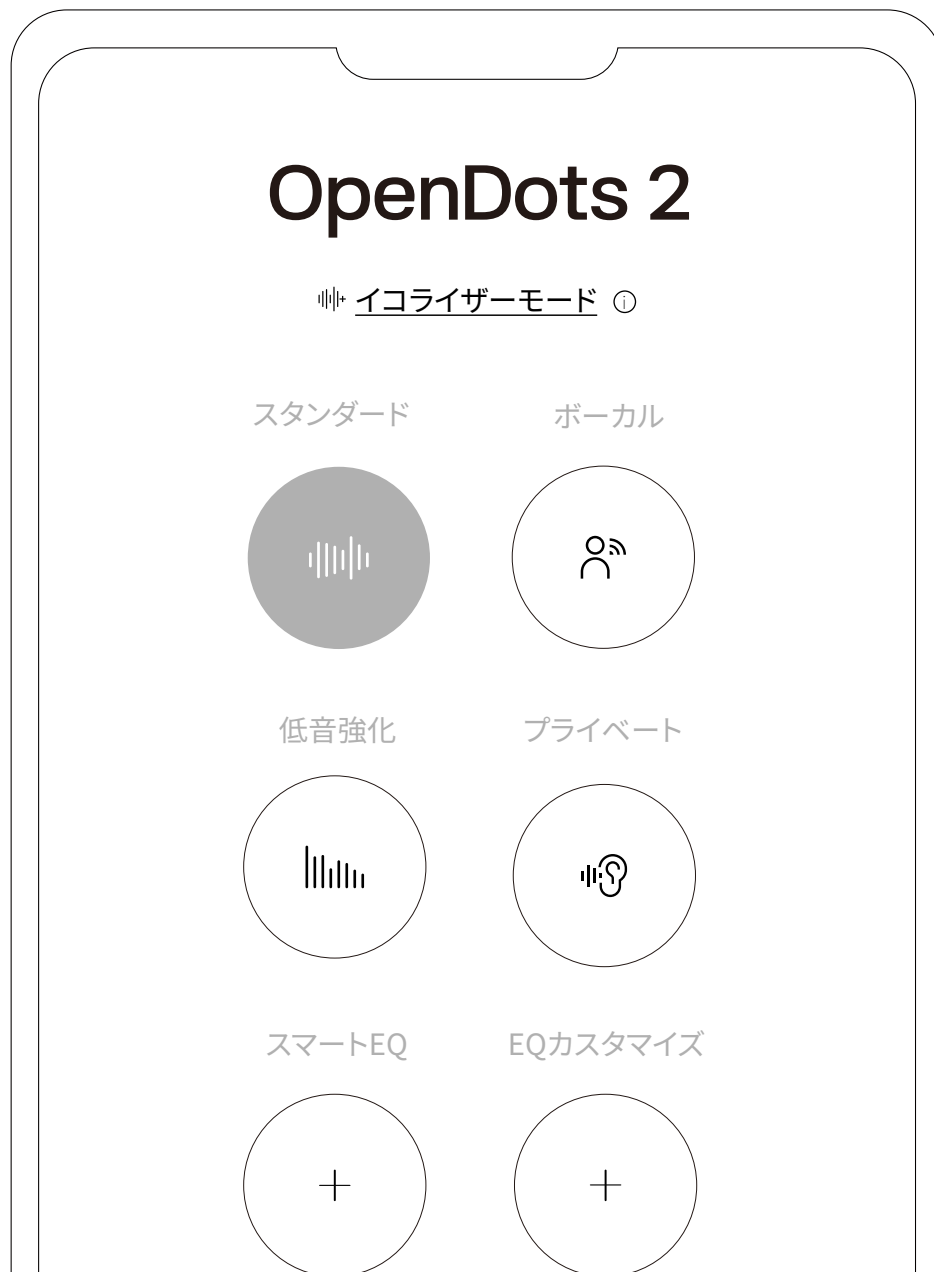 OpenDots 2
イコライザーモード
スタンダード
ボーカル
低音強化
プライベート
スマートEQ
EQカスタマイズ